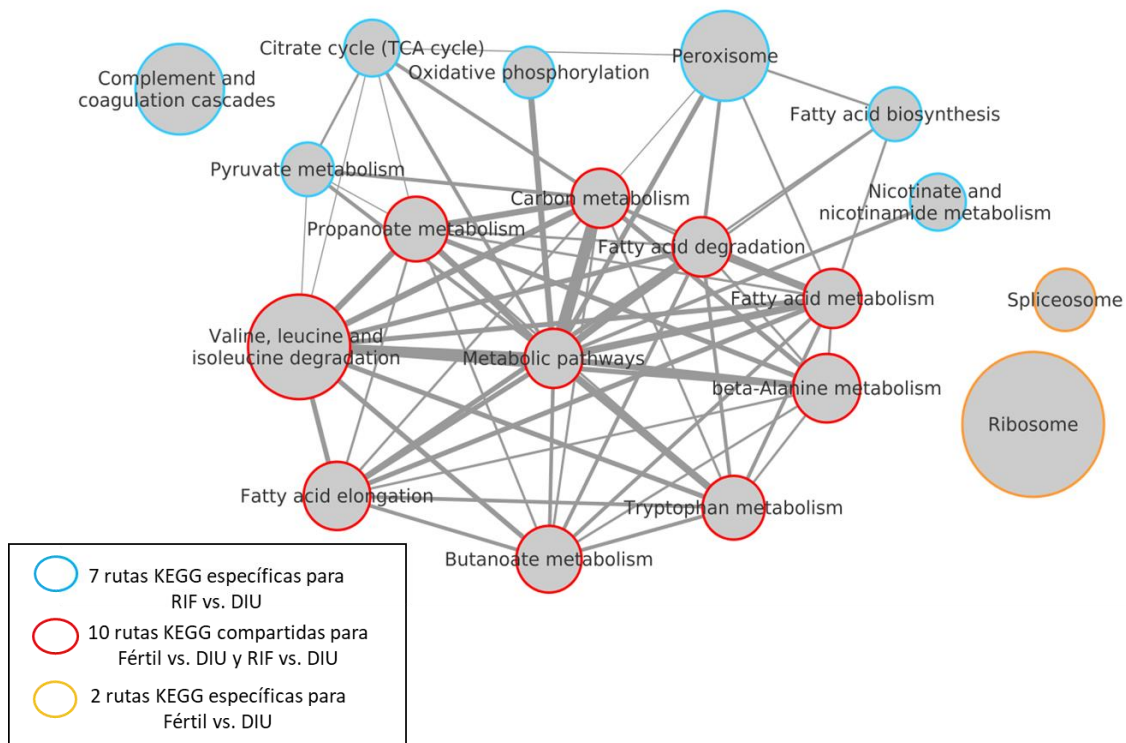 Citrate cycle (TCA cycle)
Peroxisome
Oxidative phosphorylation
Complement and
coagulation cascades
Fatty acid biosynthesis
Pyruvate metabolism
Nicotinate and
nicotinamide metabolism
Carbon metabolism
Propanoate metabolism
Fatty acid degradation
Fatty acid metabolism
Spliceosome
Valine, leucine and
isoleucine degradation
Metabolic pathways
beta-Alanine metabolism
Ribosome
Fatty acid elongation
Tryptophan metabolism
Butanoate metabolism
7 rutas KEGG específicas para
RIF vs. DIU
10 rutas KEGG compartidas para
Fértil vs. DIU y RIF vs. DIU
2 rutas KEGG específicas para
Fértil vs. DIU